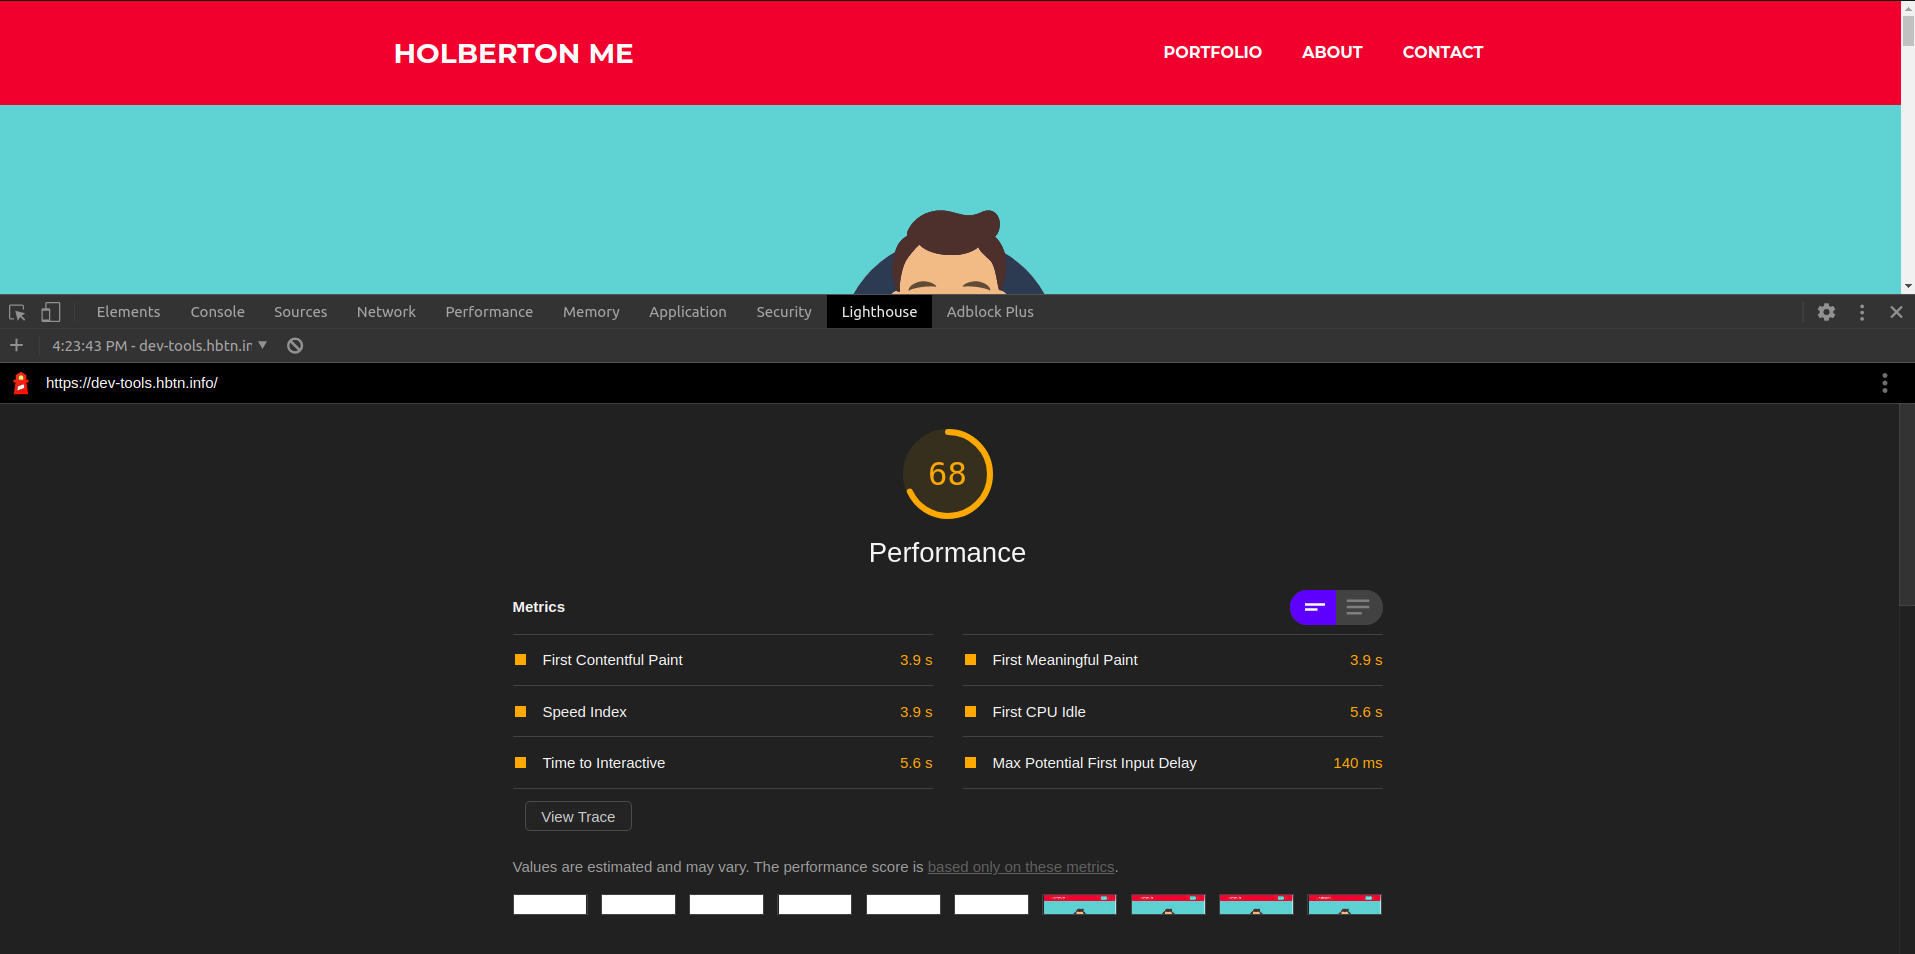 HOLBERTON ME
PORTFOLIO ABOUT CONTACT
Elements Console Sources Network Performance Memory Application Security Lighthouse Adblock Plus
4:23:43 PM - dev-tools.hbtn.ir
https://dev-tools.hbtn.info/
68
Performance
Metrics
First Contentful Paint 3.9 s
First Meaningful Paint 3.9 s
Speed Index 3.9 s
First CPU Idle 5.6 s
Time to Interactive 5.6 s
Max Potential First Input Delay 140 ms
View Trace
Values are estimated and may vary. The performance score is based only on these metrics.